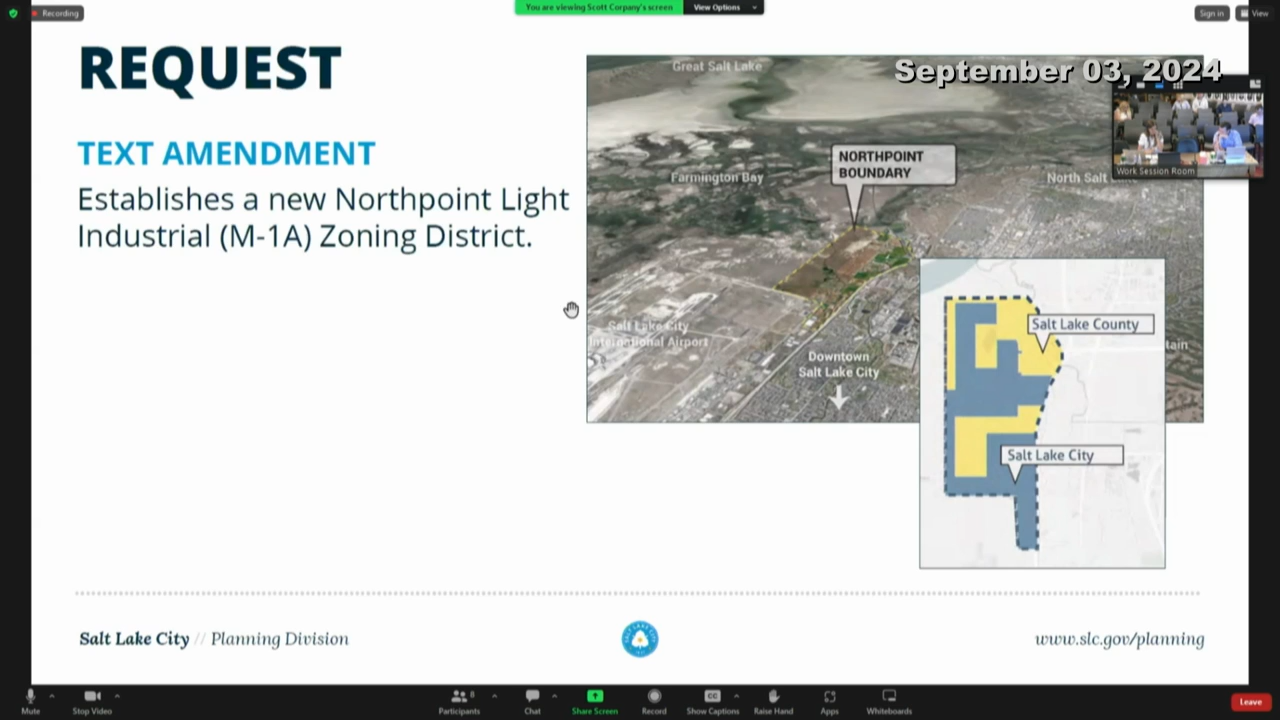 Recording
You are viewing Scott Corpany's screen
View Options
Sign in
View
REQUEST
TEXT AMENDMENT
Establishes a new Northpoint Light
Industrial (M-1A) Zoning District.
September 03, 2024
Work Session Room
Great Salt Lake
NORTHPOINT
BOUNDARY
Farmington Bay
North Salt Lake
Salt Lake City
International Airport
Downtown
Salt Lake City
tain
Salt Lake County
Salt Lake City
Salt Lake City // Planning Division
www.slc.gov/planning
Mute
Stop Video
Participants
8
Chat
Share Screen
Record
CC
Show Captions
Raise Hand
Apps
Whiteboards
Leave